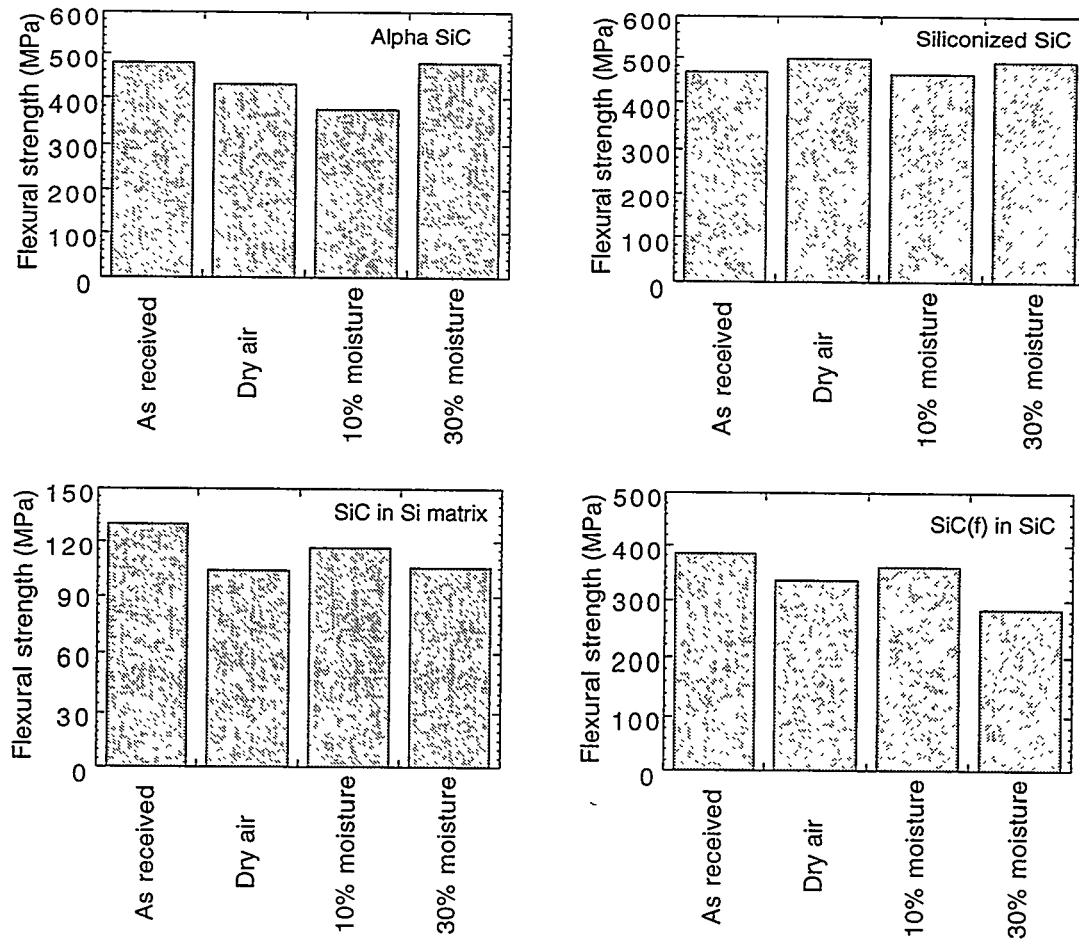 Flexural strength (MPa)
600
500
400
300
200
100
0
Alpha SiC
As received
Dry air
10% moisture
30% moisture
Flexural strength (MPa)
600
500
400
300
200
100
0
Siliconized SiC
As received
Dry air
10% moisture
30% moisture
Flexural strength (MPa)
150
120
90
60
30
0
SiC in Si matrix
As received
Dry air
10% moisture
30% moisture
Flexural strength (MPa)
500
400
300
200
100
0
SiC(f) in SiC
As received
Dry air
10% moisture
30% moisture